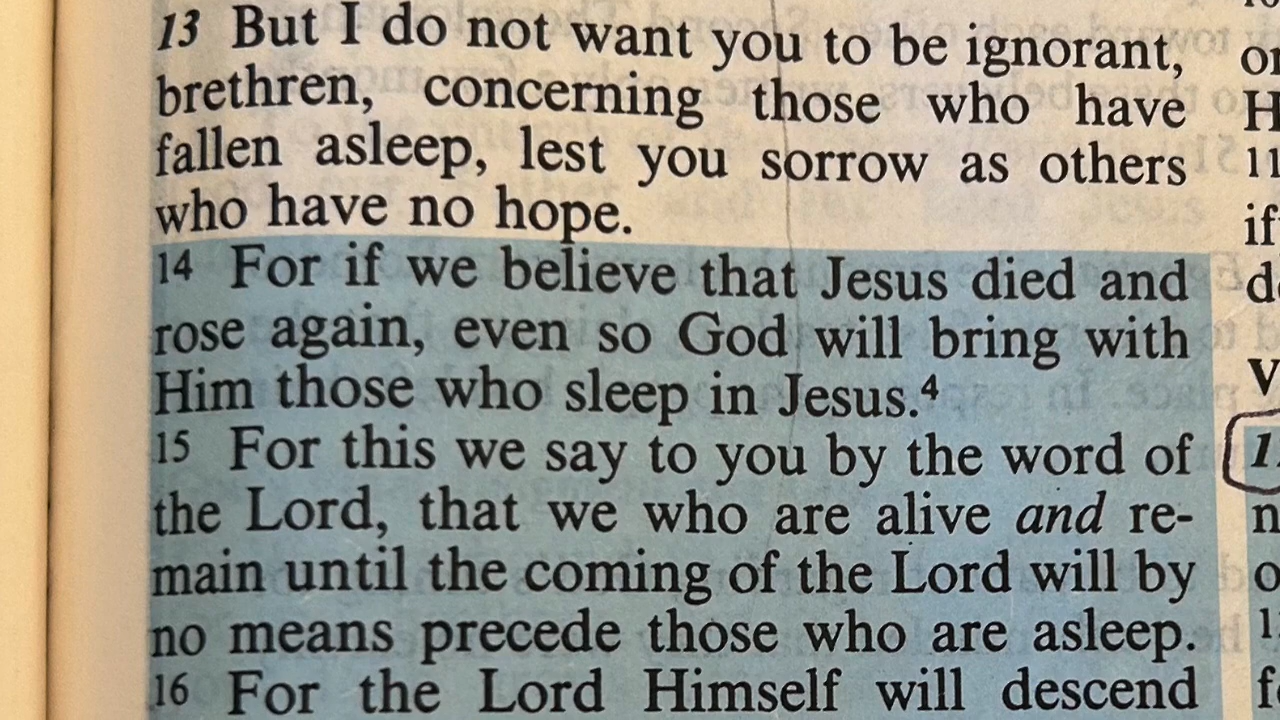 13 But I do not want you to be ignorant,
brethren, concerning those who have
fallen asleep, lest you sorrow as others
who have no hope.
14 For if we believe that Jesus died and
rose again, even so God will bring with
Him those who sleep in Jesus.4
15 For this we say to you by the word of
the Lord, that we who are alive and re-
main until the coming of the Lord will by
no means precede those who are asleep.
16 For the Lord Himself will descend
11
if